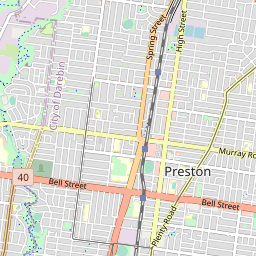 Spring Street
High Street
City of Darebin
Murray Ro
Preston
40
Bell Street
Bell Street
Plenty Road